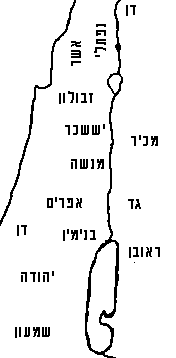 דן
נפתלי
אשר
זבולון
יששכר
מכיר
מנשה
אפרים
גד
דן
בנימין
ראובן
יהודה
שמעון